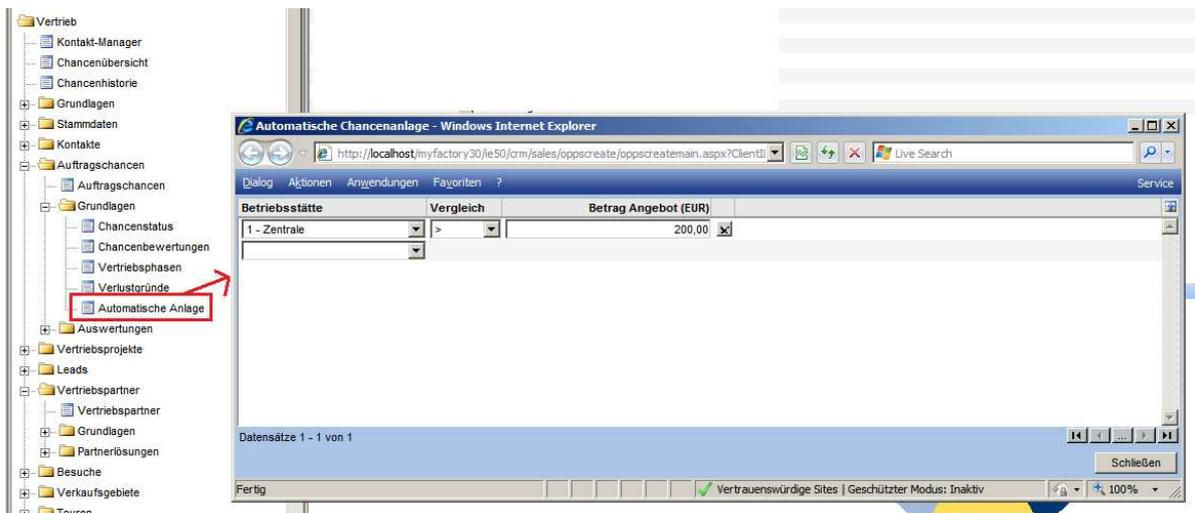 Vertrieb
Kontakt-Manager
Chancenübersicht
Chancenhistorie
Grundlagen
Stammdaten
Kontakte
Auftragschancen
Auftragschancen
Grundlagen
Chancenstatus
Chancenbewertungen
Vertriebsphasen
Verlustgründe
Automatische Anlage
Auswertungen
Vertriebsprojekte
Leads
Vertriebspartner
Vertriebspartner
Grundlagen
Partnerlösungen
Besuche
Verkaufsgebiete
Touren
Automatische Chancenanlage - Windows Internet Explorer
http://localhost/myfactory30/ie50/crm/sales/oppscreate/oppscreatemain.aspx?ClientI
Live Search
Dialog Aktionen Anwendungen Favoriten ? Service
Betriebsstätte Vergleich Betrag Angebot (EUR)
1 - Zentrale > 200,00
Datensätze 1 - 1 von 1
...
Schließen
Fertig Vertrauenswürdige Sites | Geschützter Modus: Inaktiv 100%